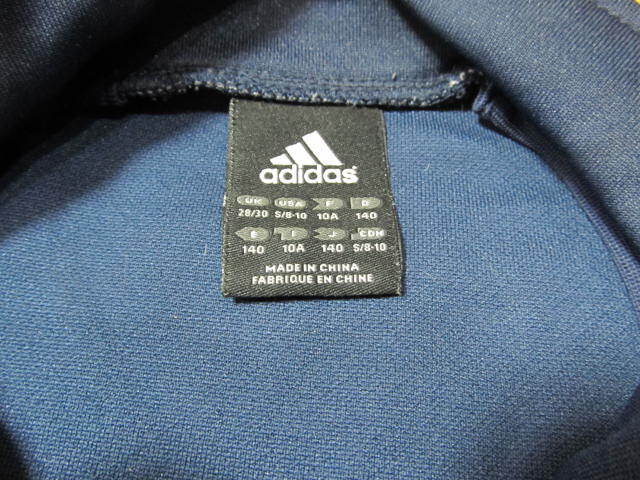 adidas
UK USA F D
28/30 S/8-10 10A 140
E I J CDN
140 10A 140 S/8-10
MADE IN CHINA
FABRIQUE EN CHINE